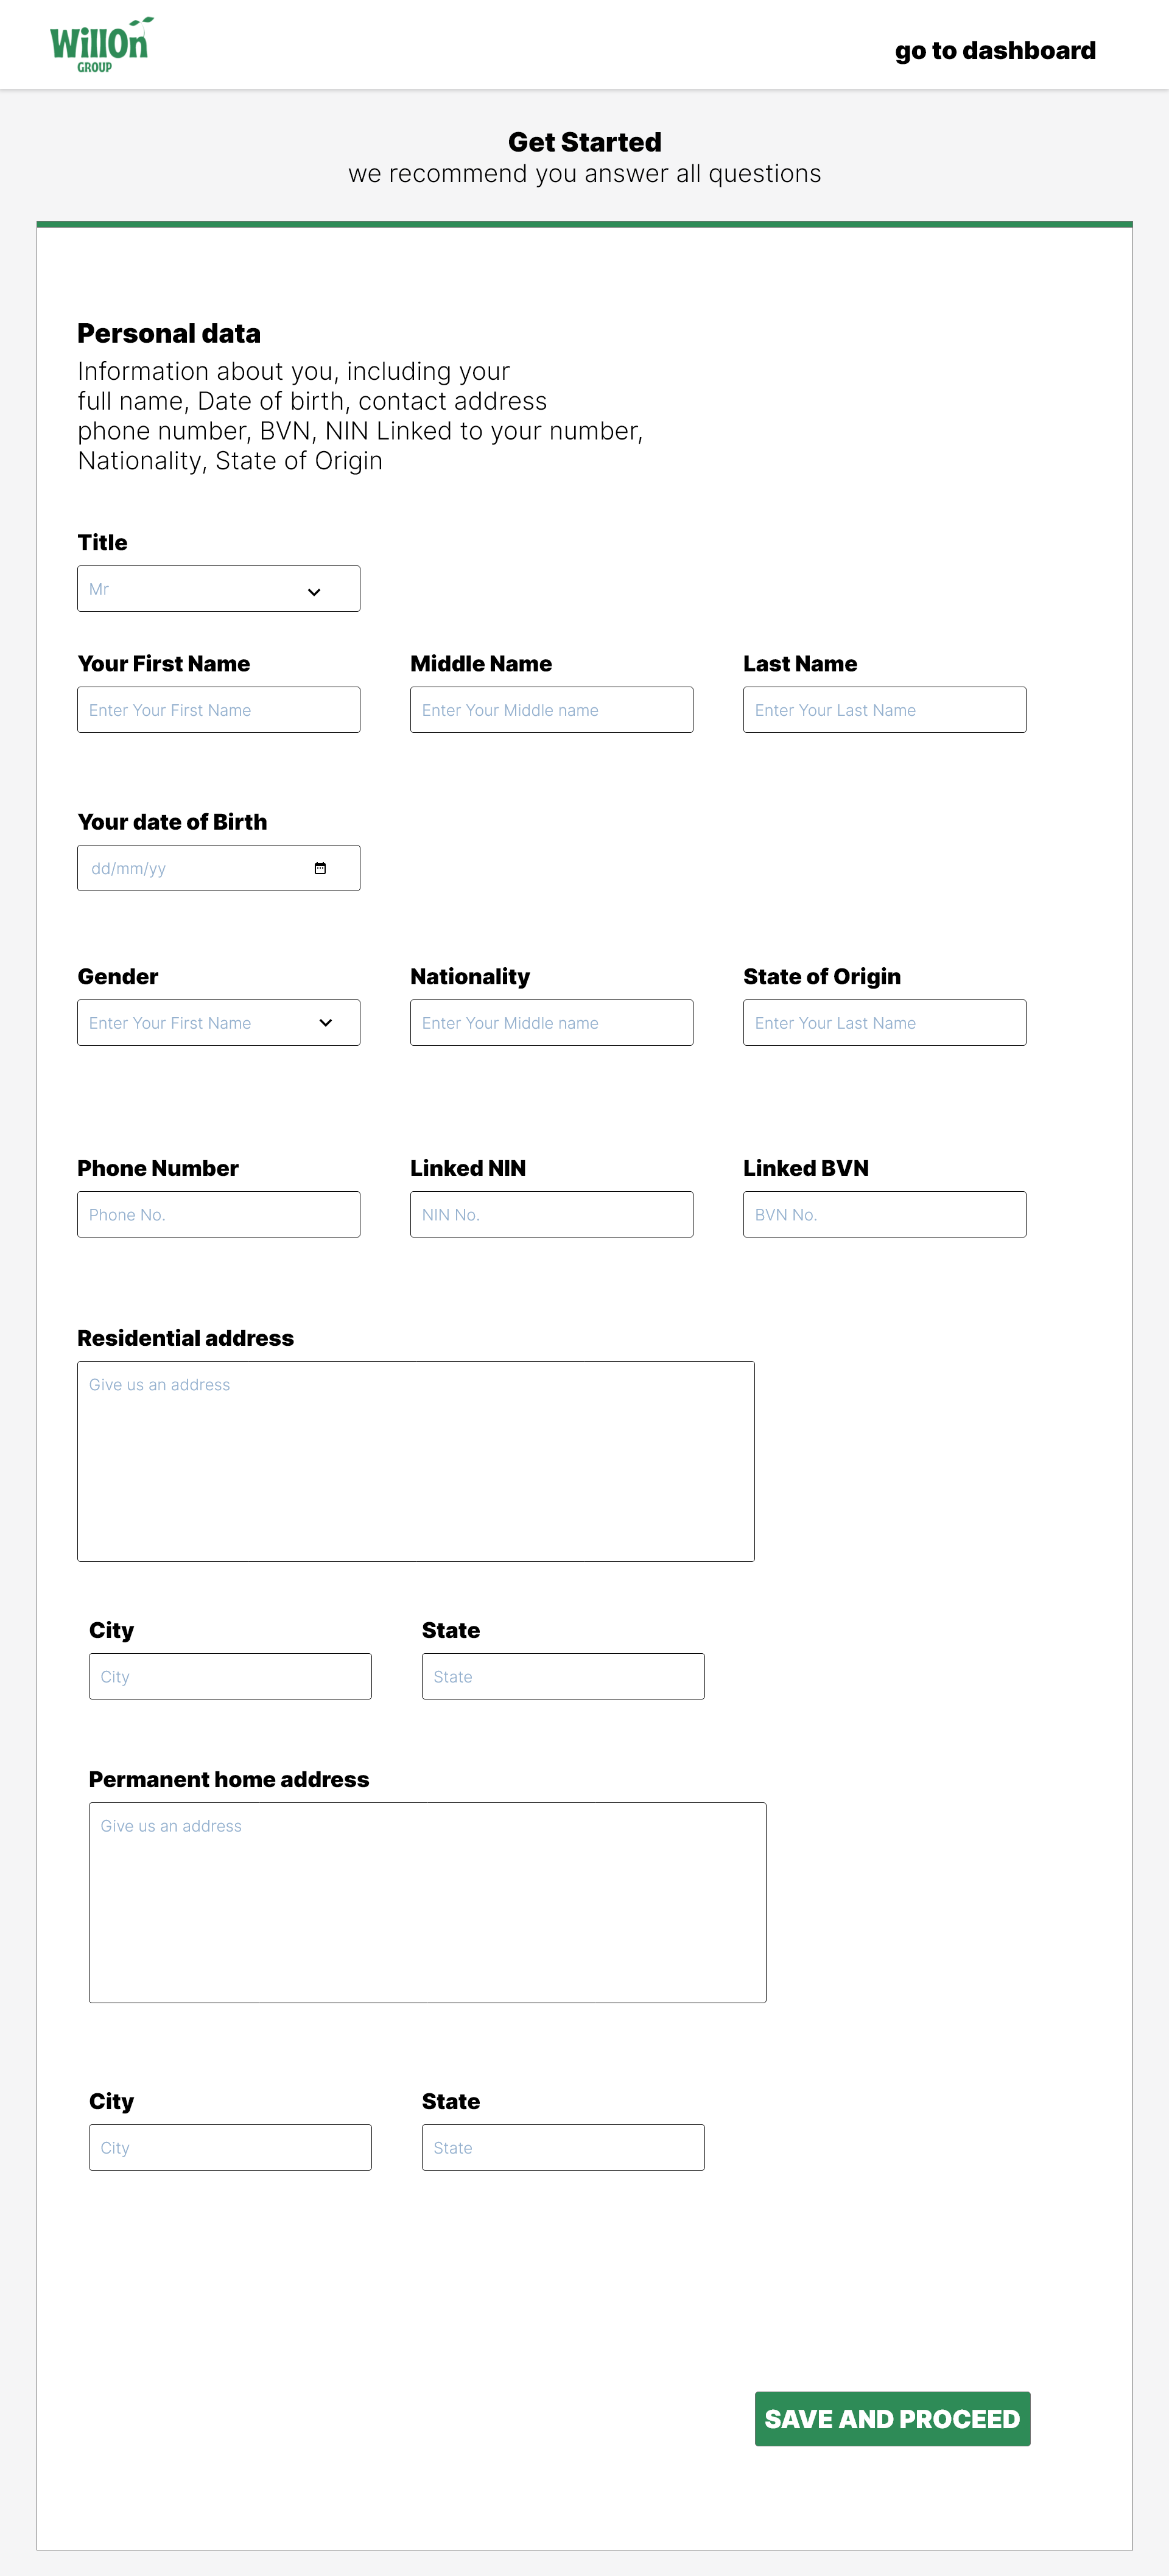 WillOn
GROUP
go to dashboard
Get Started
we recommend you answer all questions
Personal data
Information about you, including your
full name, Date of birth, contact address
phone number, BVN, NIN Linked to your number,
Nationality, State of Origin
Title
Mr
Your First Name
Middle Name
Last Name
Enter Your First Name
Enter Your Middle name
Enter Your Last Name
Your date of Birth
dd/mm/yy
Gender
Nationality
State of Origin
Enter Your First Name
Enter Your Middle name
Enter Your Last Name
Phone Number
Linked NIN
Linked BVN
Phone No.
NIN No.
BVN No.
Residential address
Give us an address
City
State
City
State
Permanent home address
Give us an address
City
State
City
State
SAVE AND PROCEED